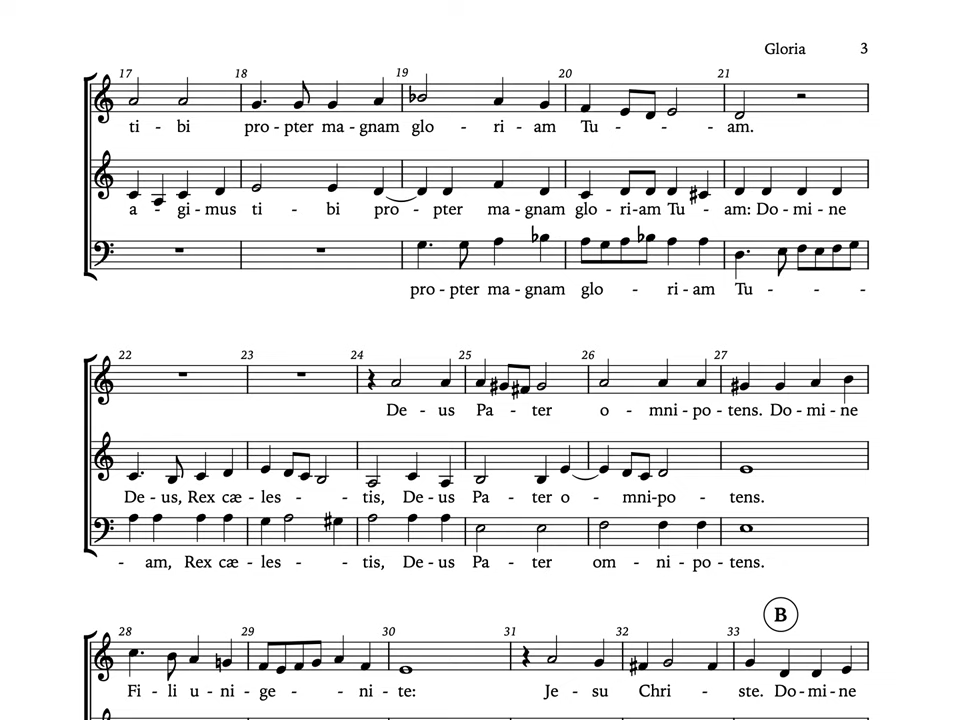 Gloria 3
17 18 19 20 21
ti - bi pro - pter ma - gnam glo - ri - am Tu - - - am.
a - gi - mus ti - bi pro - pter ma - gnam glo - ri - am Tu - am: Do - mi - ne
pro - pter ma - gnam glo - ri - am Tu - - -
22 23 24 25 26 27
De - us Pa - ter o - mni - po - tens. Do - mi - ne
De - us, Rex cæ - les - - tis, De - us Pa - ter o - mni - po - tens.
- am, Rex cæ - les - - tis, De - us Pa - ter om - ni - po - tens.
B
28 29 30 31 32 33
Fi - li u - ni - ge - ni - te: Je - su Chri - ste. Do - mi - ne